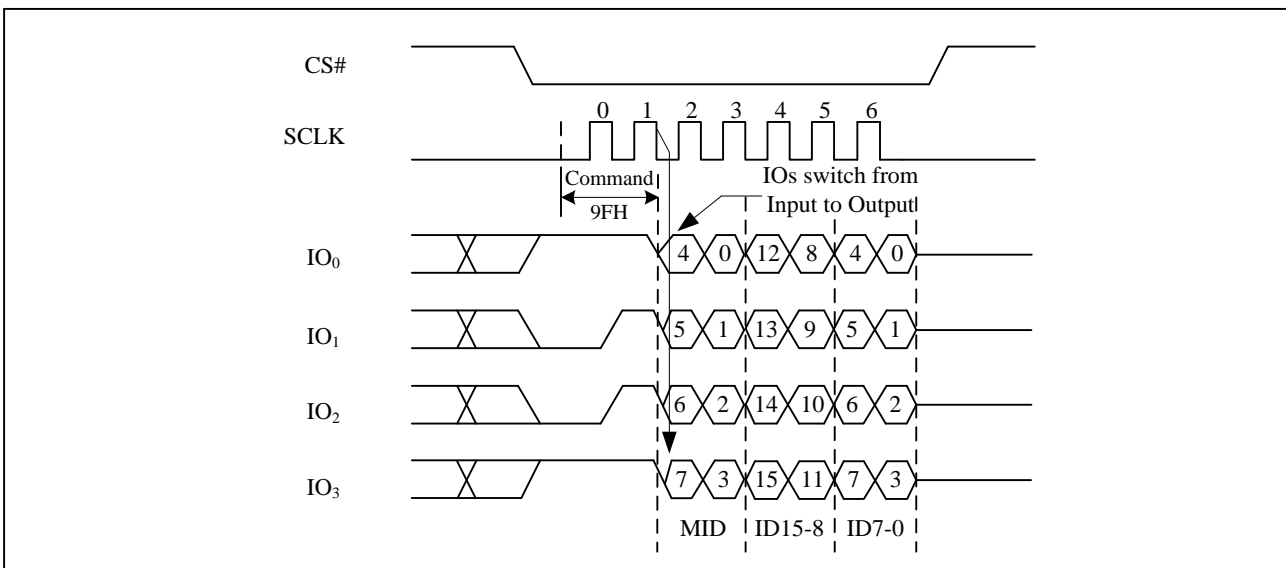 CS#
0 1 2 3 4 5 6
SCLK
Command
9FH
IOs switch from
Input to Output
IO0
4 0 12 8 4 0
IO1
5 1 13 9 5 1
IO2
6 2 14 10 6 2
IO3
7 3 15 11 7 3
MID ID15-8 ID7-0